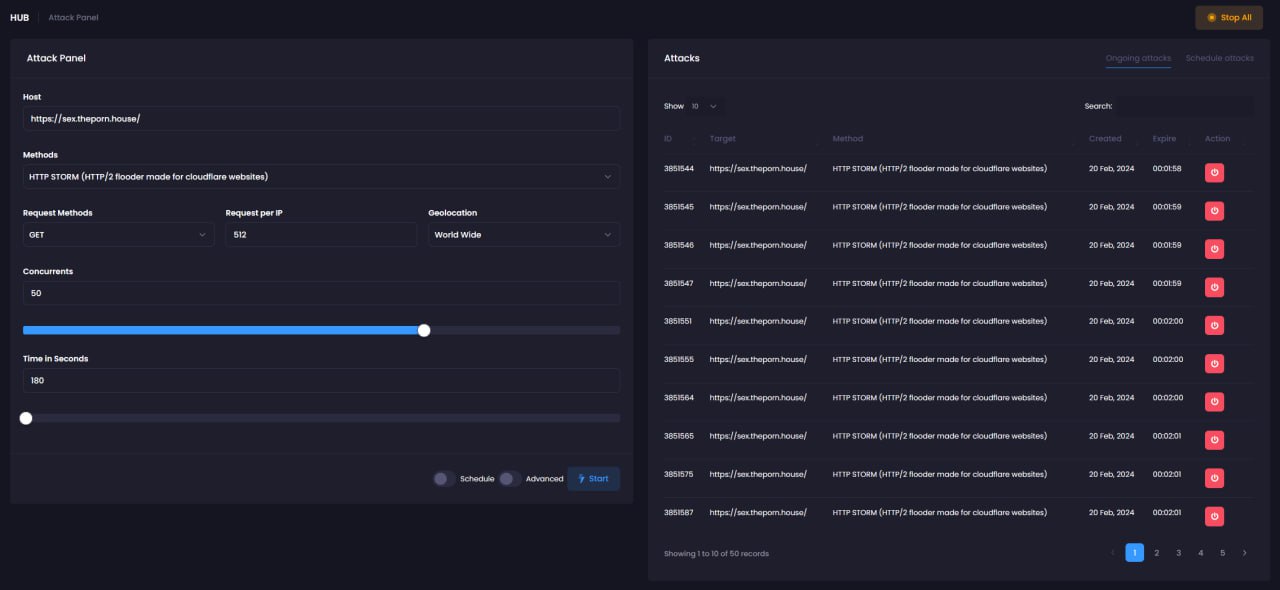 HUB Attack Panel
Stop All
Attack Panel
Host
https://sex.theporn.house/
Methods
HTTP STORM (HTTP/2 flooder made for cloudflare websites)
Request Methods Request per IP Geolocation
GET 512 World Wide
Concurrents
50
Time in Seconds
180
Schedule Advanced Start
Attacks Ongoing attacks Schedule attacks
Show 10 Search:
ID Target Method Created Expire Action
3851544 https://sex.theporn.house/ HTTP STORM (HTTP/2 flooder made for cloudflare websites) 20 Feb, 2024 00:01:58
3851545 https://sex.theporn.house/ HTTP STORM (HTTP/2 flooder made for cloudflare websites) 20 Feb, 2024 00:01:59
3851546 https://sex.theporn.house/ HTTP STORM (HTTP/2 flooder made for cloudflare websites) 20 Feb, 2024 00:01:59
3851547 https://sex.theporn.house/ HTTP STORM (HTTP/2 flooder made for cloudflare websites) 20 Feb, 2024 00:01:59
3851551 https://sex.theporn.house/ HTTP STORM (HTTP/2 flooder made for cloudflare websites) 20 Feb, 2024 00:02:00
3851555 https://sex.theporn.house/ HTTP STORM (HTTP/2 flooder made for cloudflare websites) 20 Feb, 2024 00:02:00
3851564 https://sex.theporn.house/ HTTP STORM (HTTP/2 flooder made for cloudflare websites) 20 Feb, 2024 00:02:00
3851565 https://sex.theporn.house/ HTTP STORM (HTTP/2 flooder made for cloudflare websites) 20 Feb, 2024 00:02:01
3851575 https://sex.theporn.house/ HTTP STORM (HTTP/2 flooder made for cloudflare websites) 20 Feb, 2024 00:02:01
3851587 https://sex.theporn.house/ HTTP STORM (HTTP/2 flooder made for cloudflare websites) 20 Feb, 2024 00:02:01
Showing 1 to 10 of 50 records 1 2 3 4 5